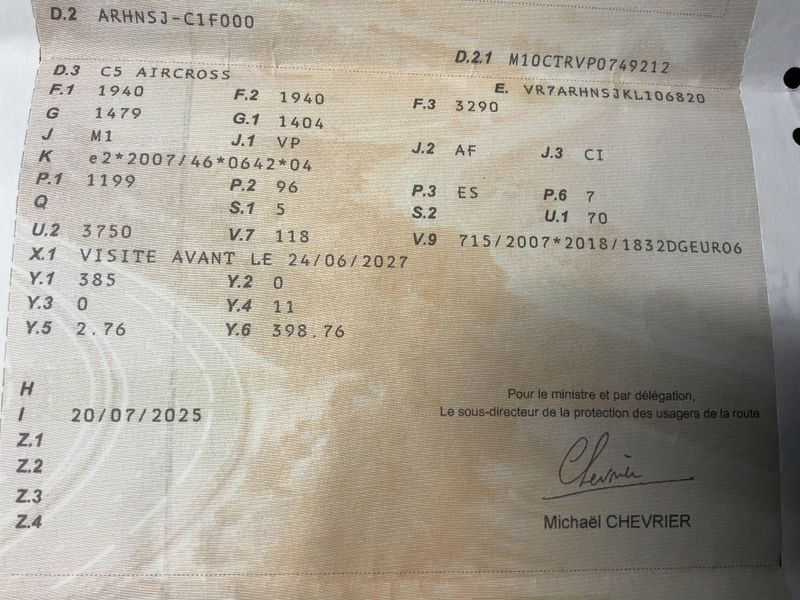 D.2 ARHNSJ-C1F000
D.2.1 M10CTRVP0749212
D.3 C5 AIRCROSS
E. VR7ARHNSJKL106820
F.1 1940 F.2 1940 F.3 3290
G 1479 G.1 1404
J M1 J.1 VP J.2 AF J.3 CI
K e2*2007/46*0642*04
P.1 1199 P.2 96 P.3 ES P.6 7
Q S.1 5 S.2 U.1 70
U.2 3750 V.7 118 V.9 715/2007*2018/1832DGEURO6
X.1 VISITE AVANT LE 24/06/2027
Y.1 385 Y.2 0
Y.3 0 Y.4 11
Y.5 2.76 Y.6 398.76
H
I 20/07/2025
Z.1
Z.2
Z.3
Z.4
Pour le ministre et par délégation,
Le sous-directeur de la protection des usagers de la route
Chevrier
Michaël CHEVRIER